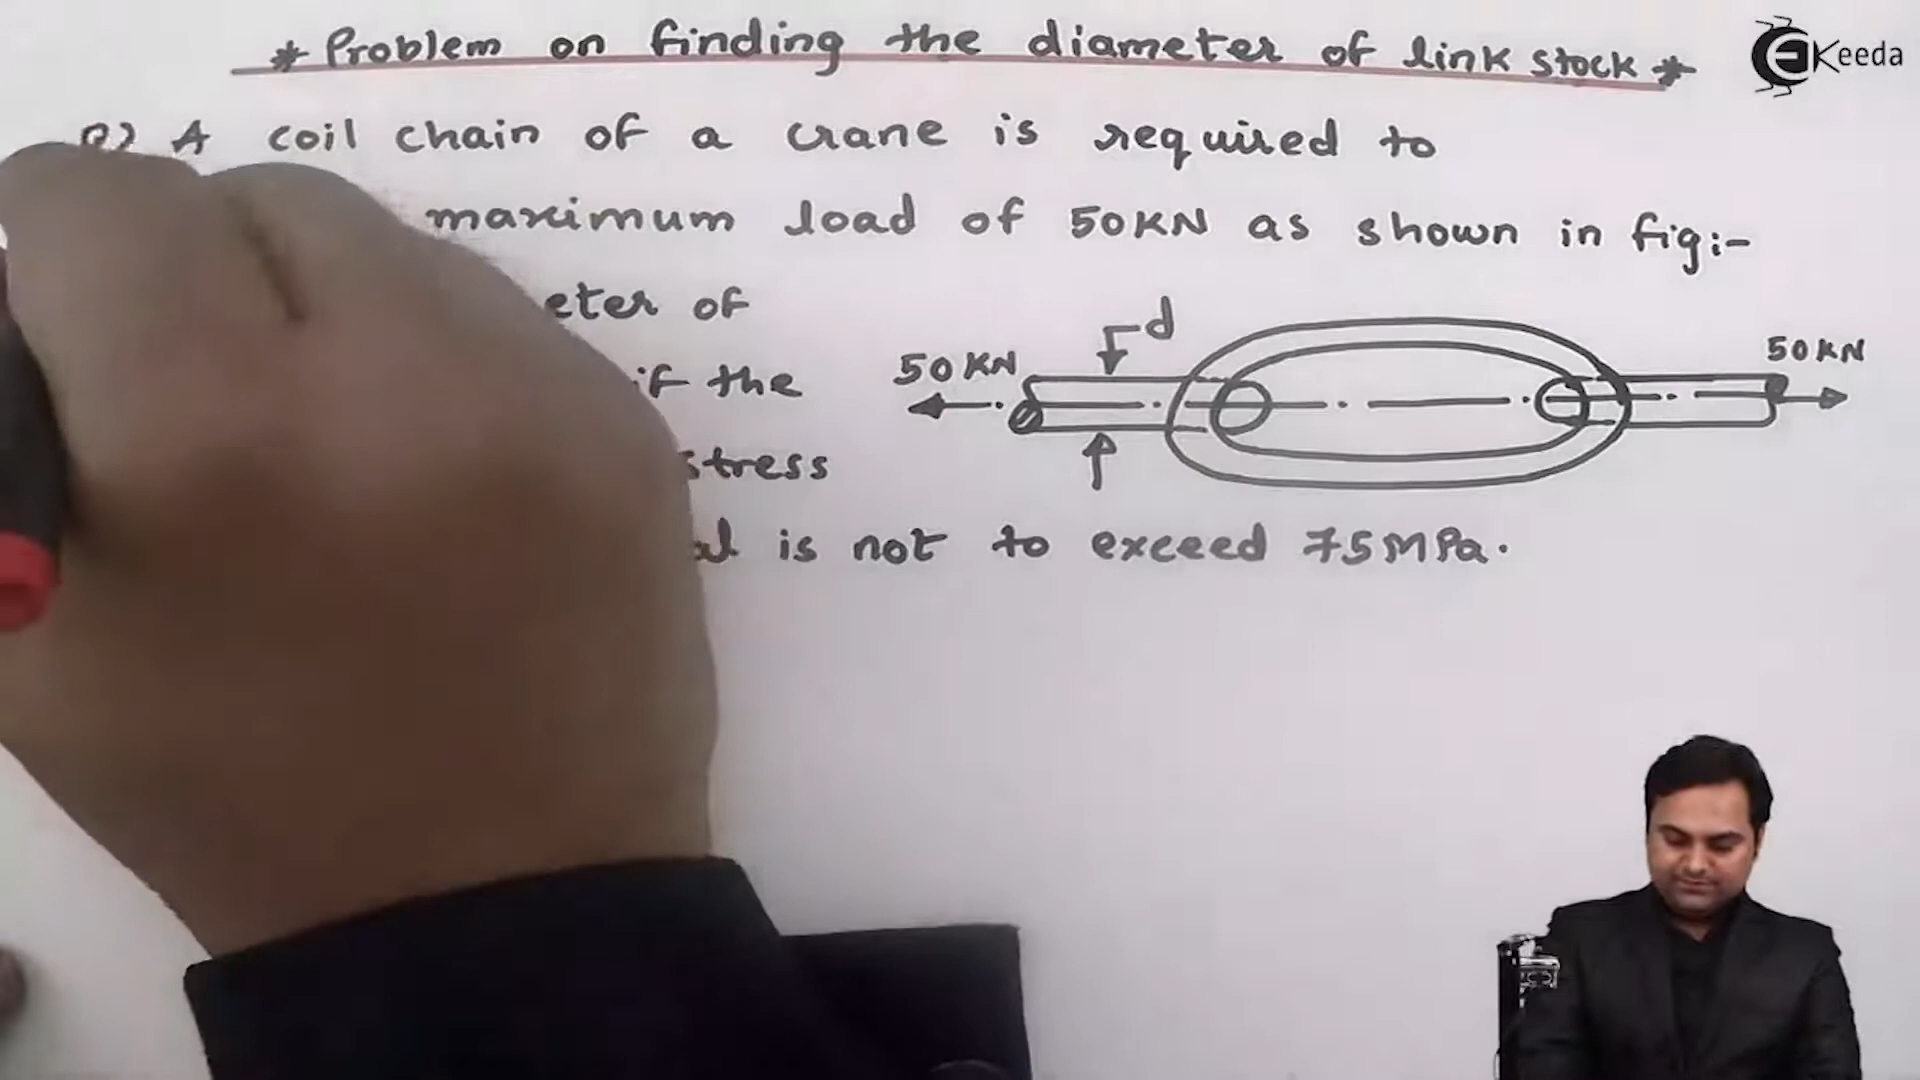 * Problem on finding the diameter of link stock *
EKeeda
Q) A coil chain of a crane is required to
maximum load of 50KN as shown in fig:-
eter of
d
50KN
50KN
if the
stress
is not to exceed 75MPa.